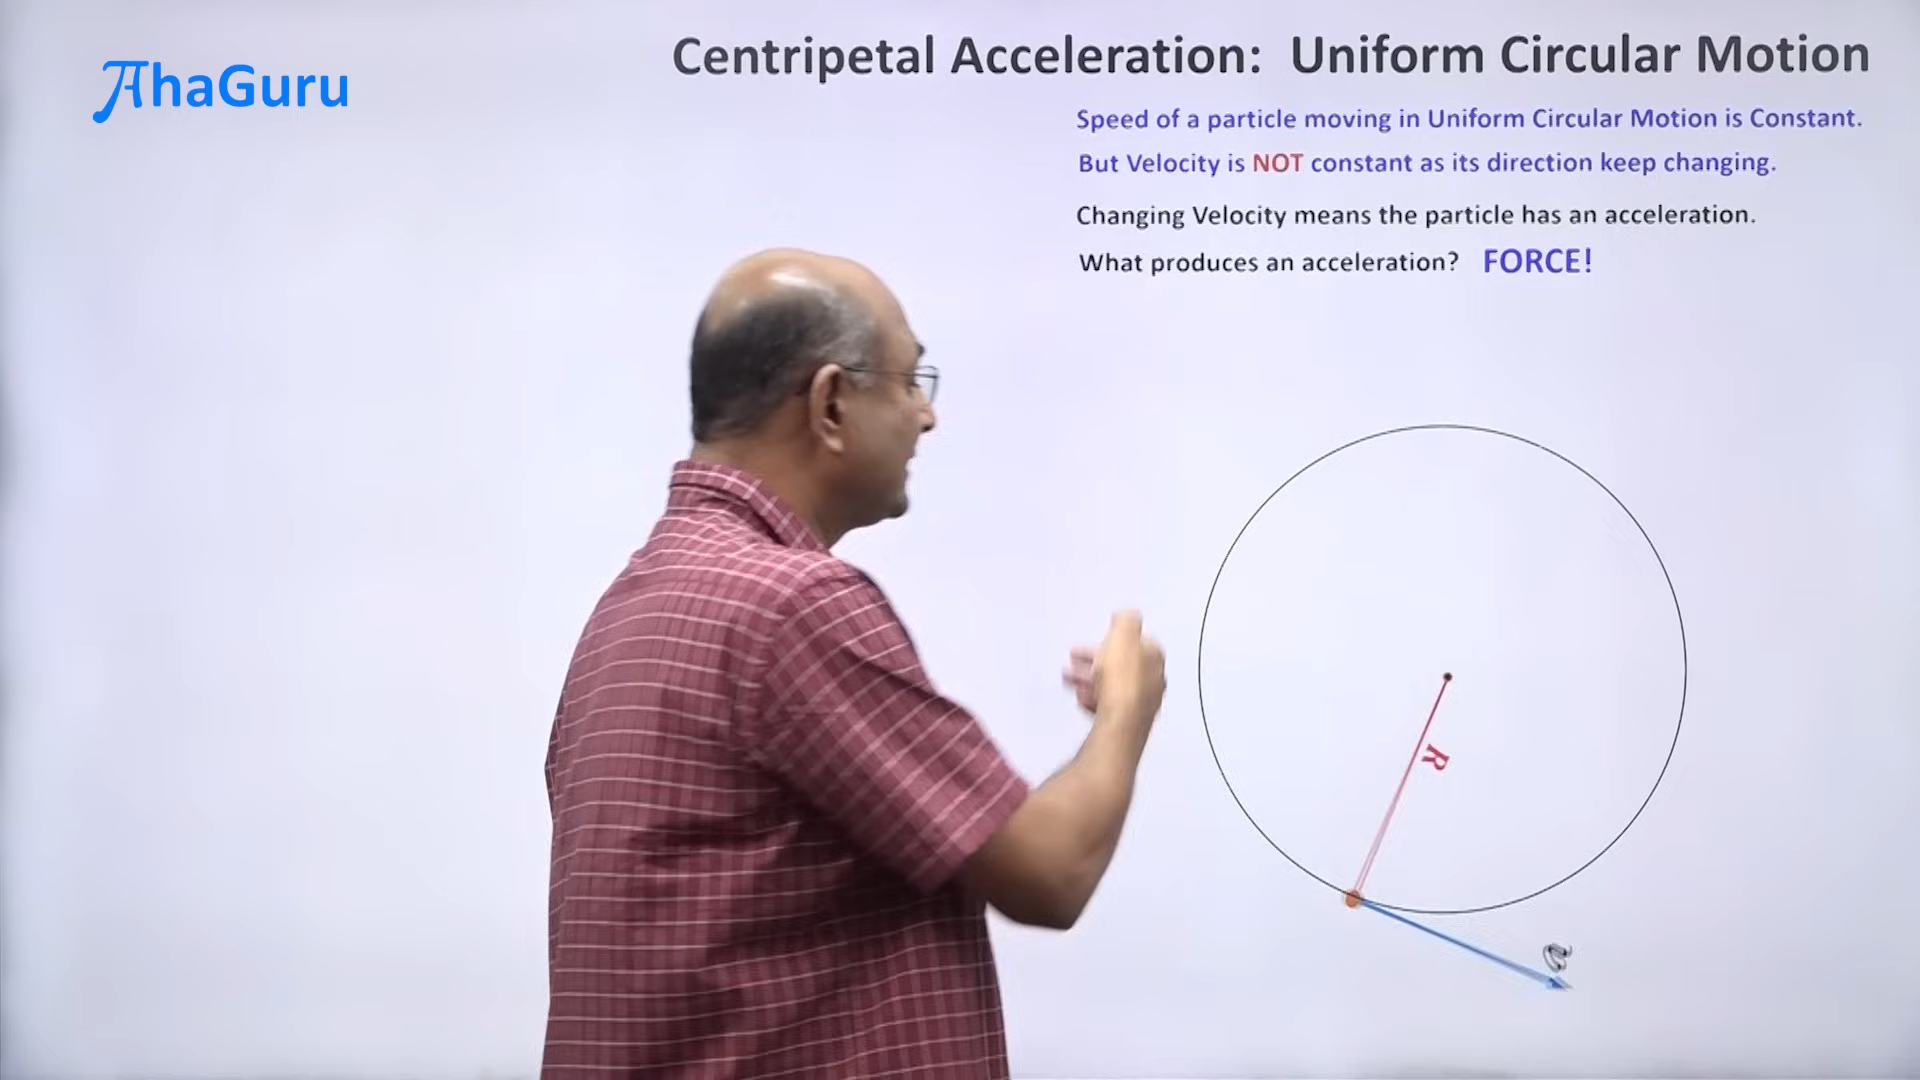 AhaGuru
Centripetal Acceleration: Uniform Circular Motion
Speed of a particle moving in Uniform Circular Motion is Constant.
But Velocity is NOT constant as its direction keep changing.
Changing Velocity means the particle has an acceleration.
What produces an acceleration? FORCE!
R